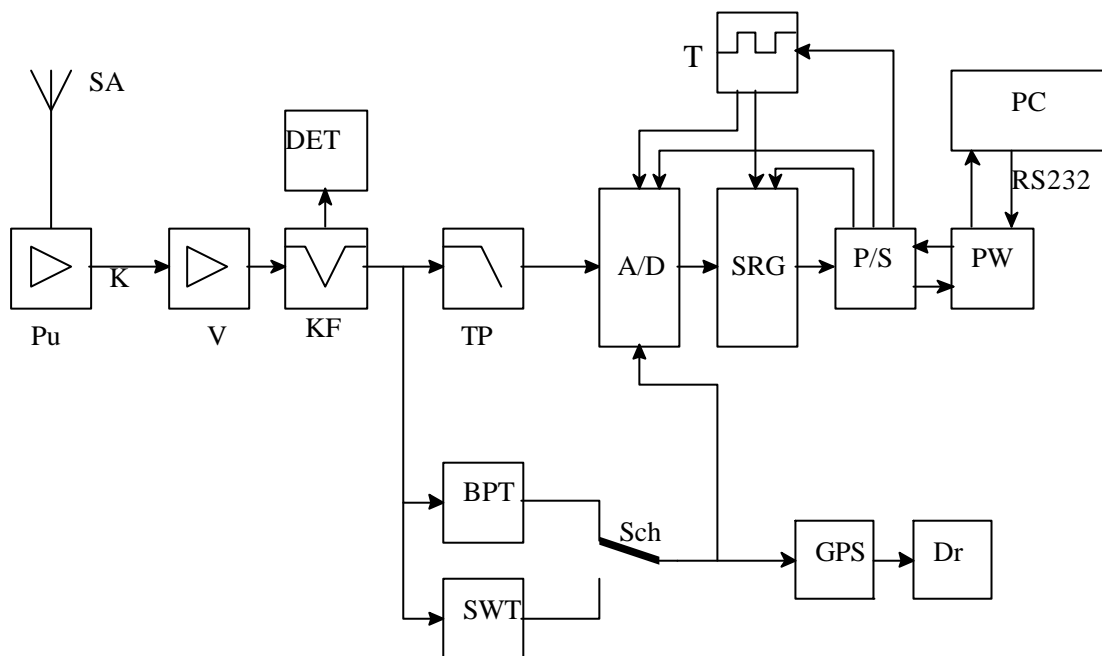 T
SA
PC
DET
RS232
K
A/D
SRG
P/S
PW
Pu
V
KF
TP
BPT
Sch
GPS
Dr
SWT